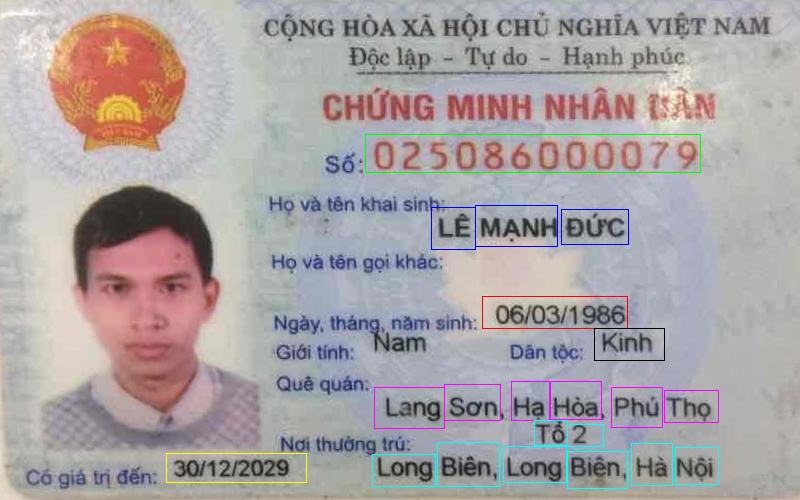 CỘNG HÒA XÃ HỘI CHỦ NGHĨA VIỆT NAM
Độc lập - Tự do - Hạnh phúc
CHỨNG MINH NHÂN DÂN
Số: 025086000079
Họ và tên khai sinh:
LÊ MẠNH ĐỨC
Họ và tên gọi khác:
Ngày, tháng, năm sinh: 06/03/1986
Giới tính: Nam Dân tộc: Kinh
Quê quán:
Lang Sơn, Hạ Hòa, Phú Thọ
Nơi thường trú: Tổ 2
Long Biên, Long Biên, Hà Nội
Có giá trị đến: 30/12/2029